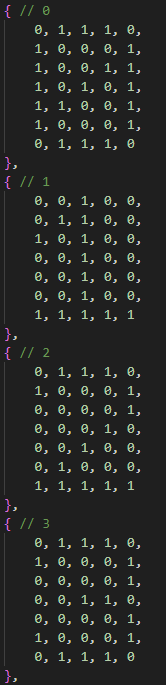 { // 0
0, 1, 1, 1, 0,
1, 0, 0, 0, 1,
1, 0, 0, 1, 1,
1, 0, 1, 0, 1,
1, 1, 0, 0, 1,
1, 0, 0, 0, 1,
0, 1, 1, 1, 0
},
{ // 1
0, 0, 1, 0, 0,
0, 1, 1, 0, 0,
1, 0, 1, 0, 0,
0, 0, 1, 0, 0,
0, 0, 1, 0, 0,
0, 0, 1, 0, 0,
1, 1, 1, 1, 1
},
{ // 2
0, 1, 1, 1, 0,
1, 0, 0, 0, 1,
0, 0, 0, 0, 1,
0, 0, 0, 1, 0,
0, 0, 1, 0, 0,
0, 1, 0, 0, 0,
1, 1, 1, 1, 1
},
{ // 3
0, 1, 1, 1, 0,
1, 0, 0, 0, 1,
0, 0, 0, 0, 1,
0, 0, 1, 1, 0,
0, 0, 0, 0, 1,
1, 0, 0, 0, 1,
0, 1, 1, 1, 0
},